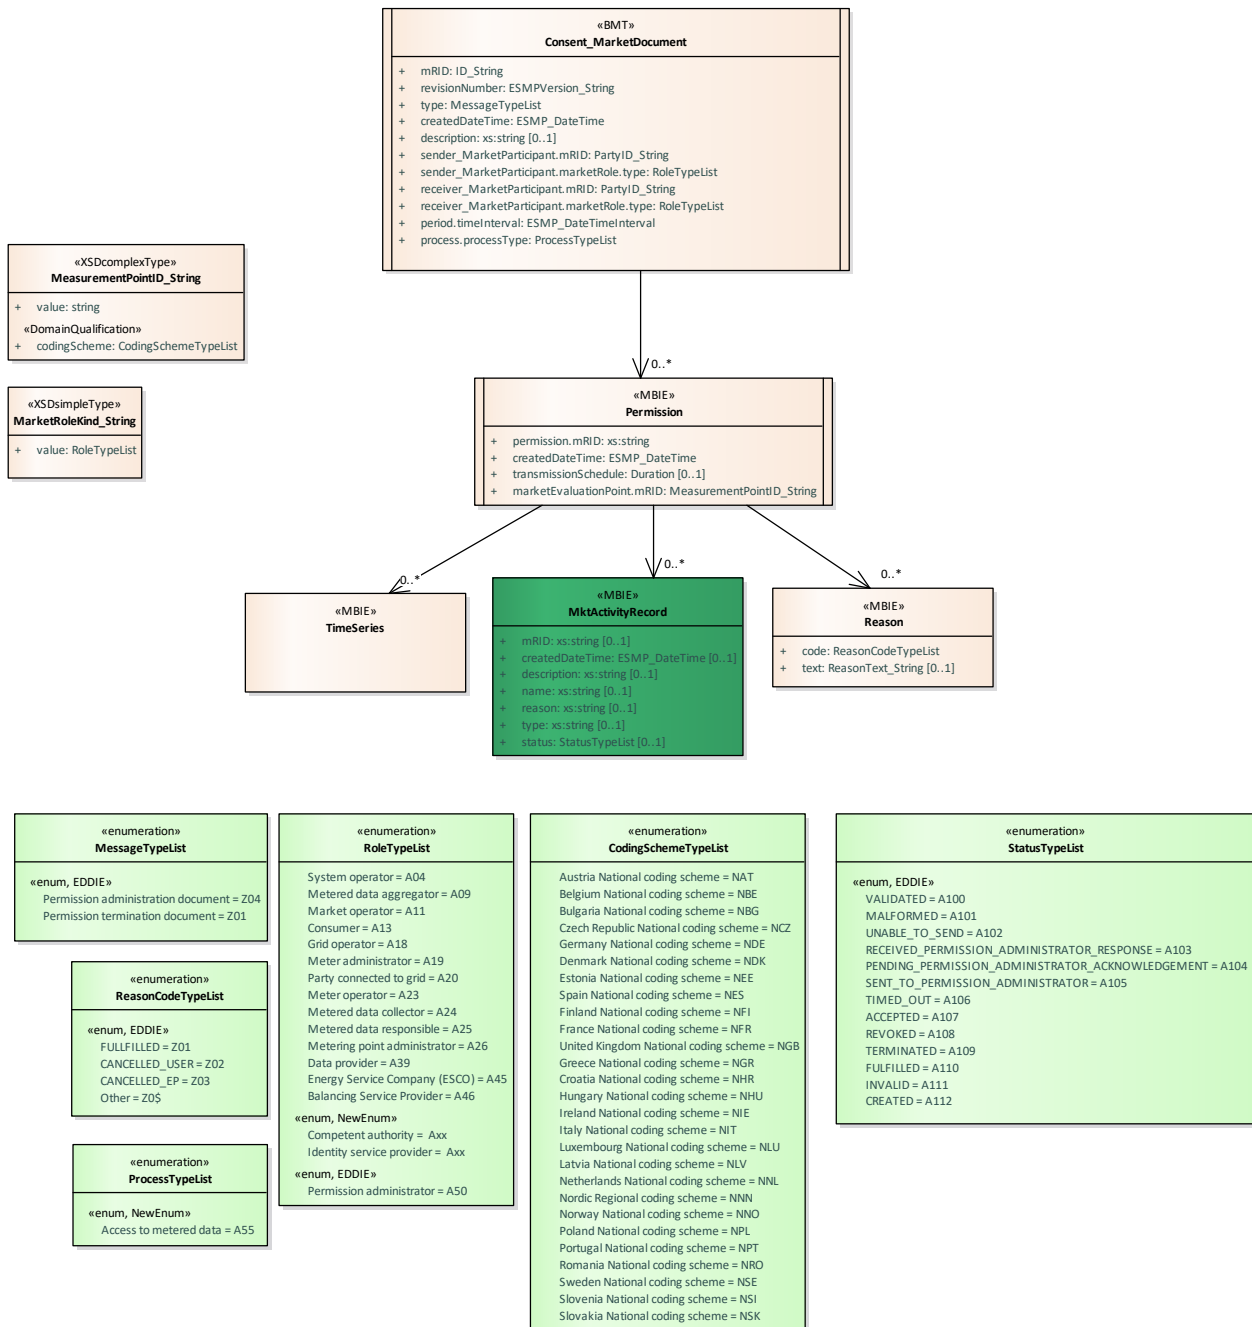 «BMT»
Consent_MarketDocument
+ mRID: ID_String
+ revisionNumber: ESMPVersion_String
+ type: MessageTypeList
+ createdDateTime: ESMP_DateTime
+ description: xs:string [0..1]
+ sender_MarketParticipant.mRID: PartyID_String
+ sender_MarketParticipant.marketRole.type: RoleTypeList
+ receiver_MarketParticipant.mRID: PartyID_String
+ receiver_MarketParticipant.marketRole.type: RoleTypeList
+ period.timeInterval: ESMP_DateTimeInterval
+ process.processType: ProcessTypeList
«XSDcomplexType»
MeasurementPointID_String
+ value: string
«DomainQualification»
+ codingScheme: CodingSchemeTypeList
«XSDsimpleType»
MarketRoleKind_String
+ value: RoleTypeList
0..*
«MBIE»
Permission
+ permission.mRID: xs:string
+ createdDateTime: ESMP_DateTime
+ transmissionSchedule: Duration [0..1]
+ marketEvaluationPoint.mRID: MeasurementPointID_String
0..*
0..*
0..*
«MBIE»
TimeSeries
«MBIE»
MktActivityRecord
+ mRID: xs:string [0..1]
+ createdDateTime: ESMP_DateTime [0..1]
+ description: xs:string [0..1]
+ name: xs:string [0..1]
+ reason: xs:string [0..1]
+ type: xs:string [0..1]
+ status: StatusTypeList [0..1]
«MBIE»
Reason
+ code: ReasonCodeTypeList
+ text: ReasonText_String [0..1]
«enumeration»
MessageTypeList
«enum, EDDIE»
Permission administration document = Z04
Permission termination document = Z01
«enumeration»
ReasonCodeTypeList
«enum, EDDIE»
FULLFILLED = Z01
CANCELLED_USER = Z02
CANCELLED_EP = Z03
Other = Z0$
«enumeration»
ProcessTypeList
«enum, NewEnum»
Access to metered data = A55
«enumeration»
RoleTypeList
System operator = A04
Metered data aggregator = A09
Market operator = A11
Consumer = A13
Grid operator = A18
Meter administrator = A19
Party connected to grid = A20
Meter operator = A23
Metered data collector = A24
Metered data responsible = A25
Metering point administrator = A26
Data provider = A39
Energy Service Company (ESCO) = A45
Balancing Service Provider = A46
«enum, NewEnum»
Competent authority = Axx
Identity service provider = Axx
«enum, EDDIE»
Permission administrator = A50
«enumeration»
CodingSchemeTypeList
Austria National coding scheme = NAT
Belgium National coding scheme = NBE
Bulgaria National coding scheme = NBG
Czech Republic National coding scheme = NCZ
Germany National coding scheme = NDE
Denmark National coding scheme = NDK
Estonia National coding scheme = NEE
Spain National coding scheme = NES
Finland National coding scheme = NFI
France National coding scheme = NFR
United Kingdom National coding scheme = NGB
Greece National coding scheme = NGR
Croatia National coding scheme = NHR
Hungary National coding scheme = NHU
Ireland National coding scheme = NIE
Italy National coding scheme = NIT
Luxembourg National coding scheme = NLU
Latvia National coding scheme = NLV
Netherlands National coding scheme = NNL
Nordic Regional coding scheme = NNN
Norway National coding scheme = NNO
Poland National coding scheme = NPL
Portugal National coding scheme = NPT
Romania National coding scheme = NRO
Sweden National coding scheme = NSE
Slovenia National coding scheme = NSI
Slovakia National coding scheme = NSK
«enumeration»
StatusTypeList
«enum, EDDIE»
VALIDATED = A100
MALFORMED = A101
UNABLE_TO_SEND = A102
RECEIVED_PERMISSION_ADMINISTRATOR_RESPONSE = A103
PENDING_PERMISSION_ADMINISTRATOR_ACKNOWLEDGEMENT = A104
SENT_TO_PERMISSION_ADMINISTRATOR = A105
TIMED_OUT = A106
ACCEPTED = A107
REVOKED = A108
TERMINATED = A109
FULFILLED = A110
INVALID = A111
CREATED = A112